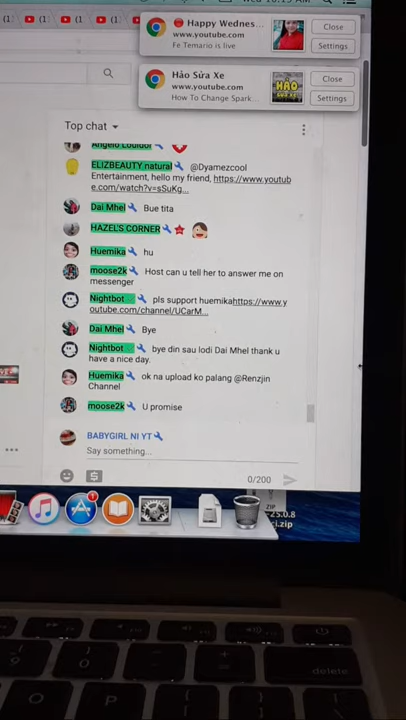 Happy Wednes...
www.youtube.com
Fe Temario is live
Close
Settings
Hảo Sửa Xe
www.youtube.com
How To Change Spark...
Close
Settings
Top chat
ELIZBEAUTY natural @Dyamezcool
Entertainment, hello my friend, https://www.youtub
e.com/watch?v=sSuKg...
Dai Mhel Bue tita
HAZEL'S CORNER
Huemika hu
moose2k Host can u tell her to answer me on
messenger
Nightbot pls support huemikahttps://www.y
outube.com/channel/UCarM...
Dai Mhel Bye
Nightbot bye din sau lodi Dai Mhel thank u
have a nice day.
Huemika ok na upload ko palang @Renzjin
Channel
moose2k U promise
BABYGIRL NI YT
Say something...
0/200
1
ZIP
delete
O P